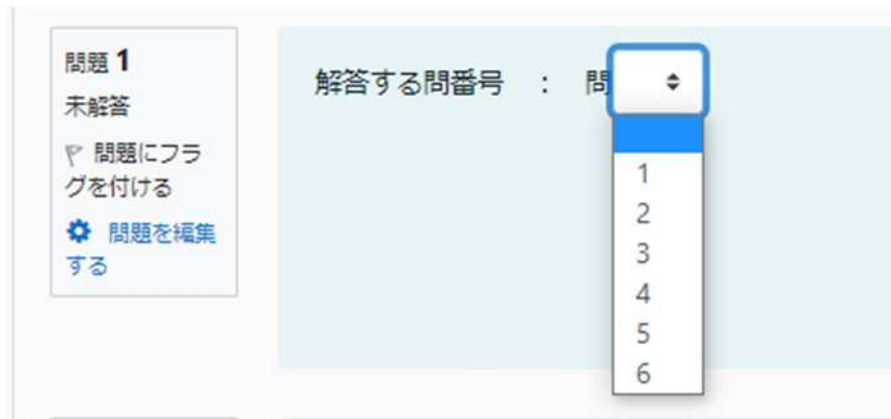 問題 1
未解答
問題にフラ
グを付ける
問題を編集
する
解答する問番号 : 問
1
2
3
4
5
6